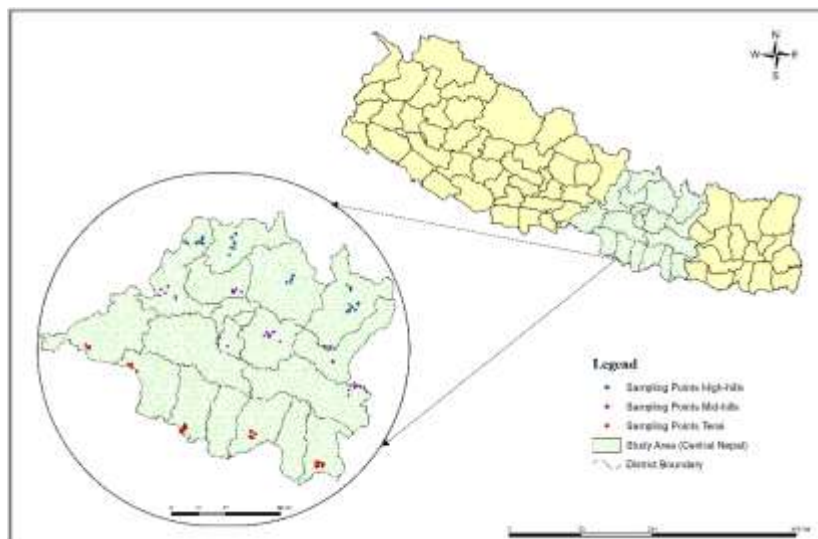 N
W E
S
Legend
Sampling Points High-hills
Sampling Points Mid-hills
Sampling Points Terai
Study Area (Central Nepal)
District Boundary